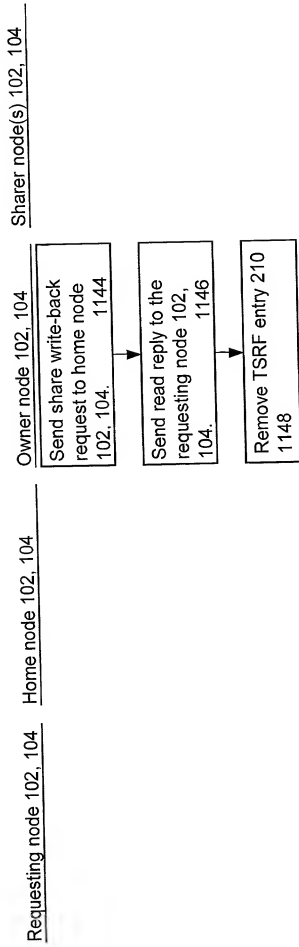 Requesting node 102, 104
Home node 102, 104
Owner node 102, 104
Sharer node(s) 102, 104
Send share write-back
request to home node
102, 104. 1144
Send read reply to the
requesting node 102,
104. 1146
Remove TSRF entry 210
1148